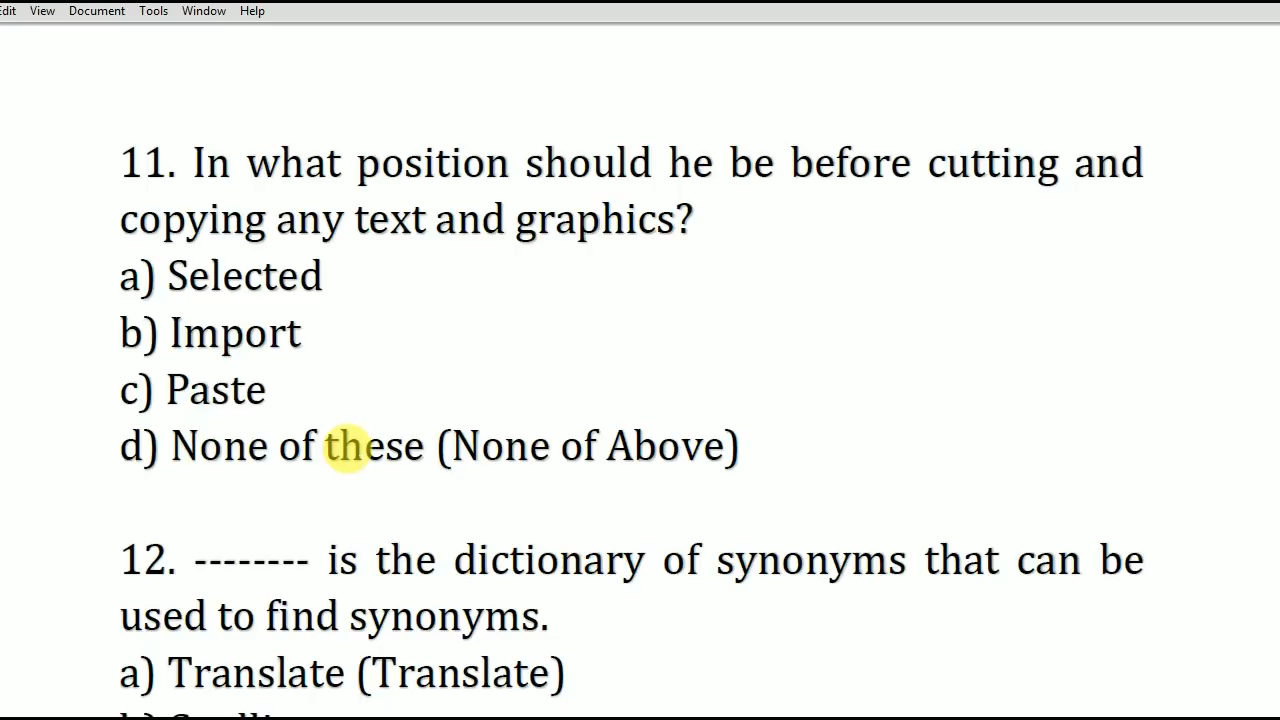 Edit View Document Tools Window Help
11. In what position should he be before cutting and
copying any text and graphics?
a) Selected
b) Import
c) Paste
d) None of these (None of Above)
12. -------- is the dictionary of synonyms that can be
used to find synonyms.
a) Translate (Translate)